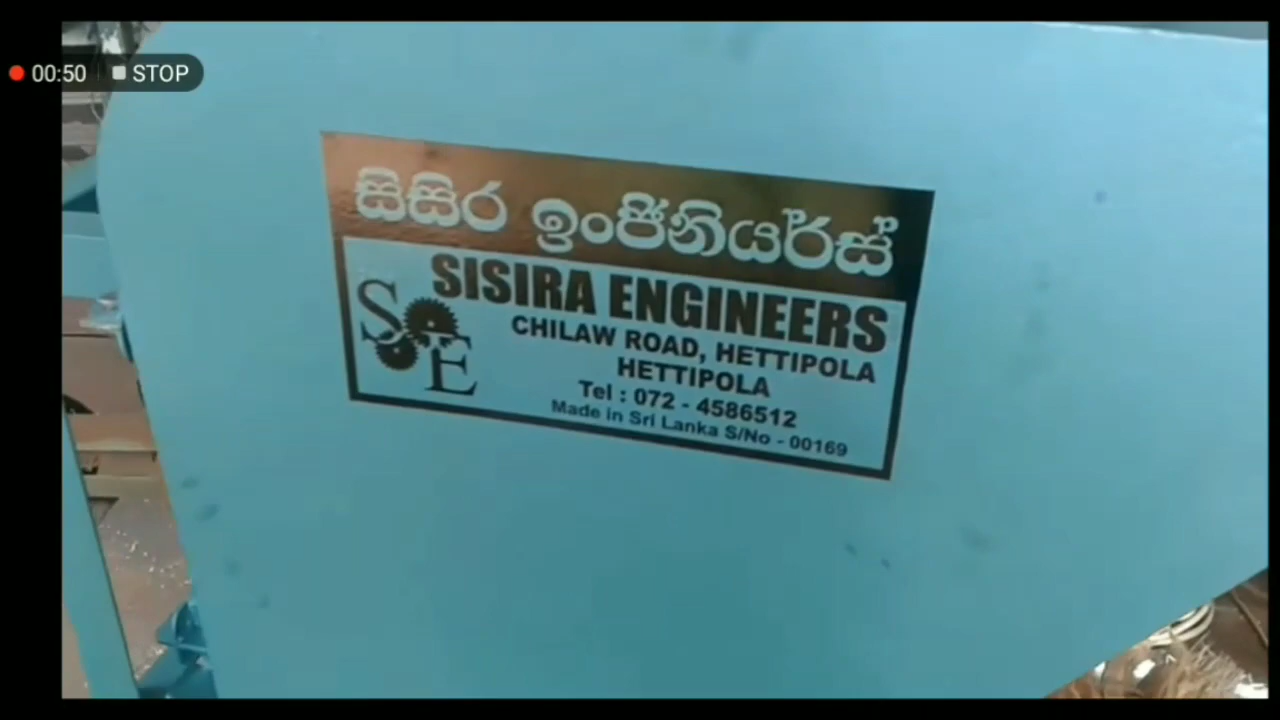 00:50 STOP
සිසිර ඉංජිනියර්ස්
SE
SISIRA ENGINEERS
CHILAW ROAD, HETTIPOLA
HETTIPOLA
Tel : 072 - 4586512
Made in Sri Lanka S/No - 00169